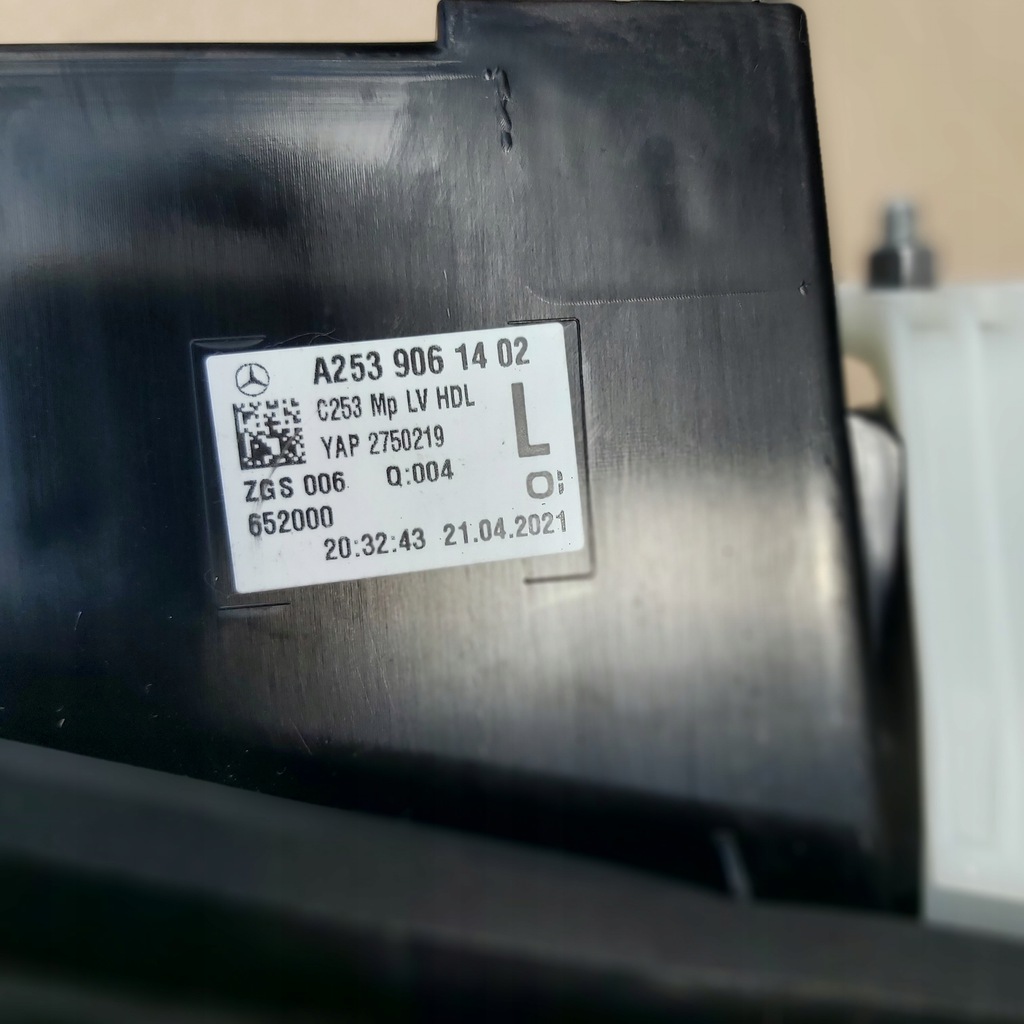 A253 906 14 02
C253 Mp LV HDL
L
YAP 2750219
ZGS 006 Q:004
652000
20:32:43 21.04.2021